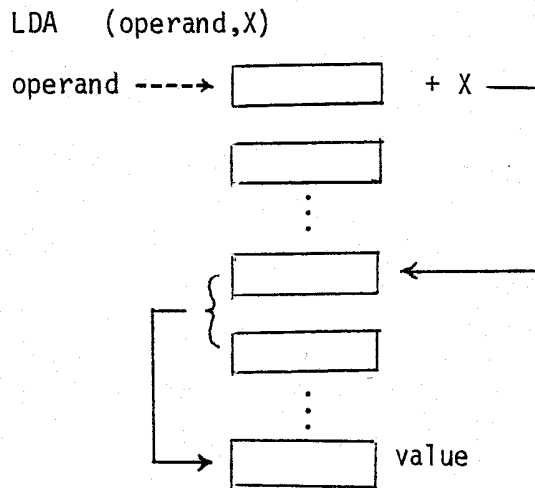 LDA (operand,X)
operand + X
value